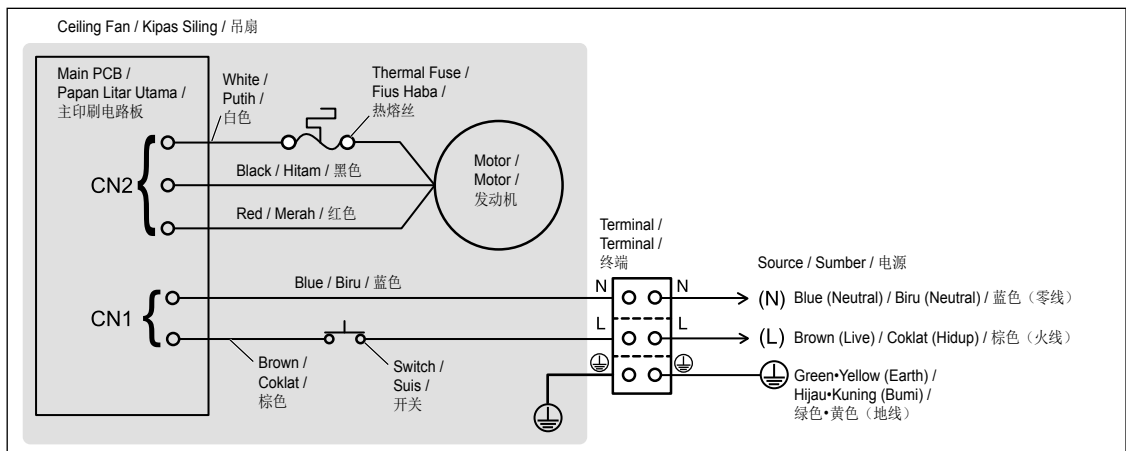 Ceiling Fan / Kipas Siling / 吊扇
Main PCB /
Papan Litar Utama /
主印刷电路板
White /
Putih /
白色
Thermal Fuse /
Fius Haba /
热熔丝
CN2
Black / Hitam / 黑色
Red / Merah / 红色
Motor /
Motor /
发动机
Terminal /
Terminal /
终端
Source / Sumber / 电源
CN1
Blue / Biru / 蓝色
N
N
(N) Blue (Neutral) / Biru (Neutral) / 蓝色（零线）
L
L
(L) Brown (Live) / Coklat (Hidup) / 棕色（火线）
Brown /
Coklat /
棕色
Switch /
Suis /
开关
Green•Yellow (Earth) /
Hijau•Kuning (Bumi) /
绿色•黄色（地线）